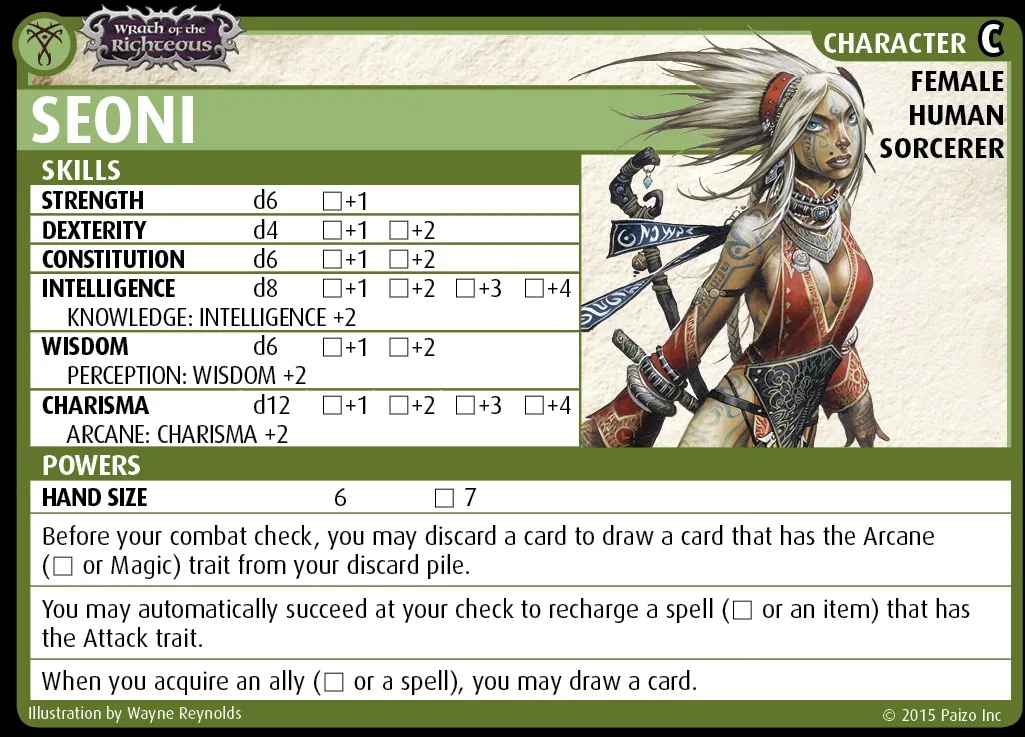 WRATH OF THE
RIGHTEOUS
CHARACTER C
FEMALE
HUMAN
SORCERER
SEONI
SKILLS
STRENGTH d6 □+1
DEXTERITY d4 □+1 □+2
CONSTITUTION d6 □+1 □+2
INTELLIGENCE d8 □+1 □+2 □+3 □+4
KNOWLEDGE: INTELLIGENCE +2
WISDOM d6 □+1 □+2
PERCEPTION: WISDOM +2
CHARISMA d12 □+1 □+2 □+3 □+4
ARCANE: CHARISMA +2
POWERS
HAND SIZE 6 □ 7
Before your combat check, you may discard a card to draw a card that has the Arcane
(□ or Magic) trait from your discard pile.
You may automatically succeed at your check to recharge a spell (□ or an item) that has
the Attack trait.
When you acquire an ally (□ or a spell), you may draw a card.
Illustration by Wayne Reynolds
© 2015 Paizo Inc